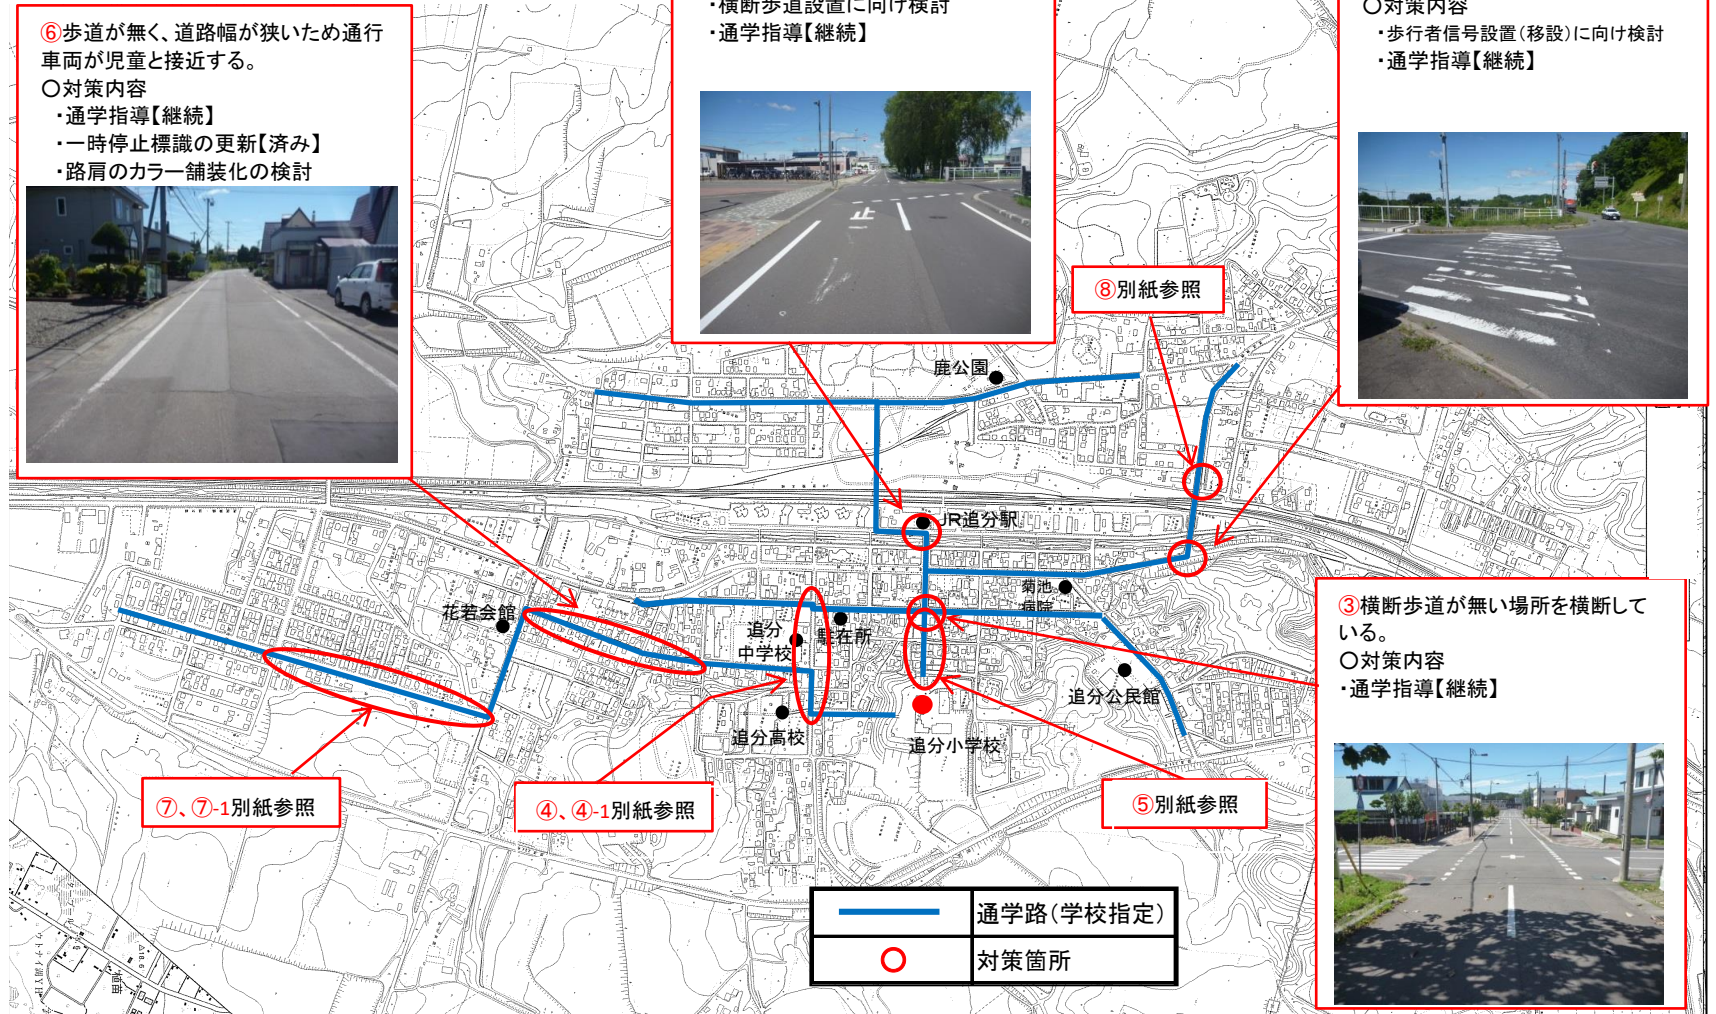 ⑥歩道が無く、道路幅が狭いため通行
車両が児童と接近する。
○対策内容
・通学指導【継続】
・一時停止標識の更新【済み】
・路肩のカラー舗装化の検討
・横断歩道設置に向け検討
・通学指導【継続】
止
○対策内容
・歩行者信号設置(移設)に向け検討
・通学指導【継続】
⑧別紙参照
鹿公園
JR追分駅
菊池
病院
花若会館
追分
中学校
駐在所
追分公民館
追分高校
追分小学校
③横断歩道が無い場所を横断して
いる。
○対策内容
・通学指導【継続】
⑦、⑦-1別紙参照
④、④-1別紙参照
⑤別紙参照
通学路(学校指定)
対策箇所